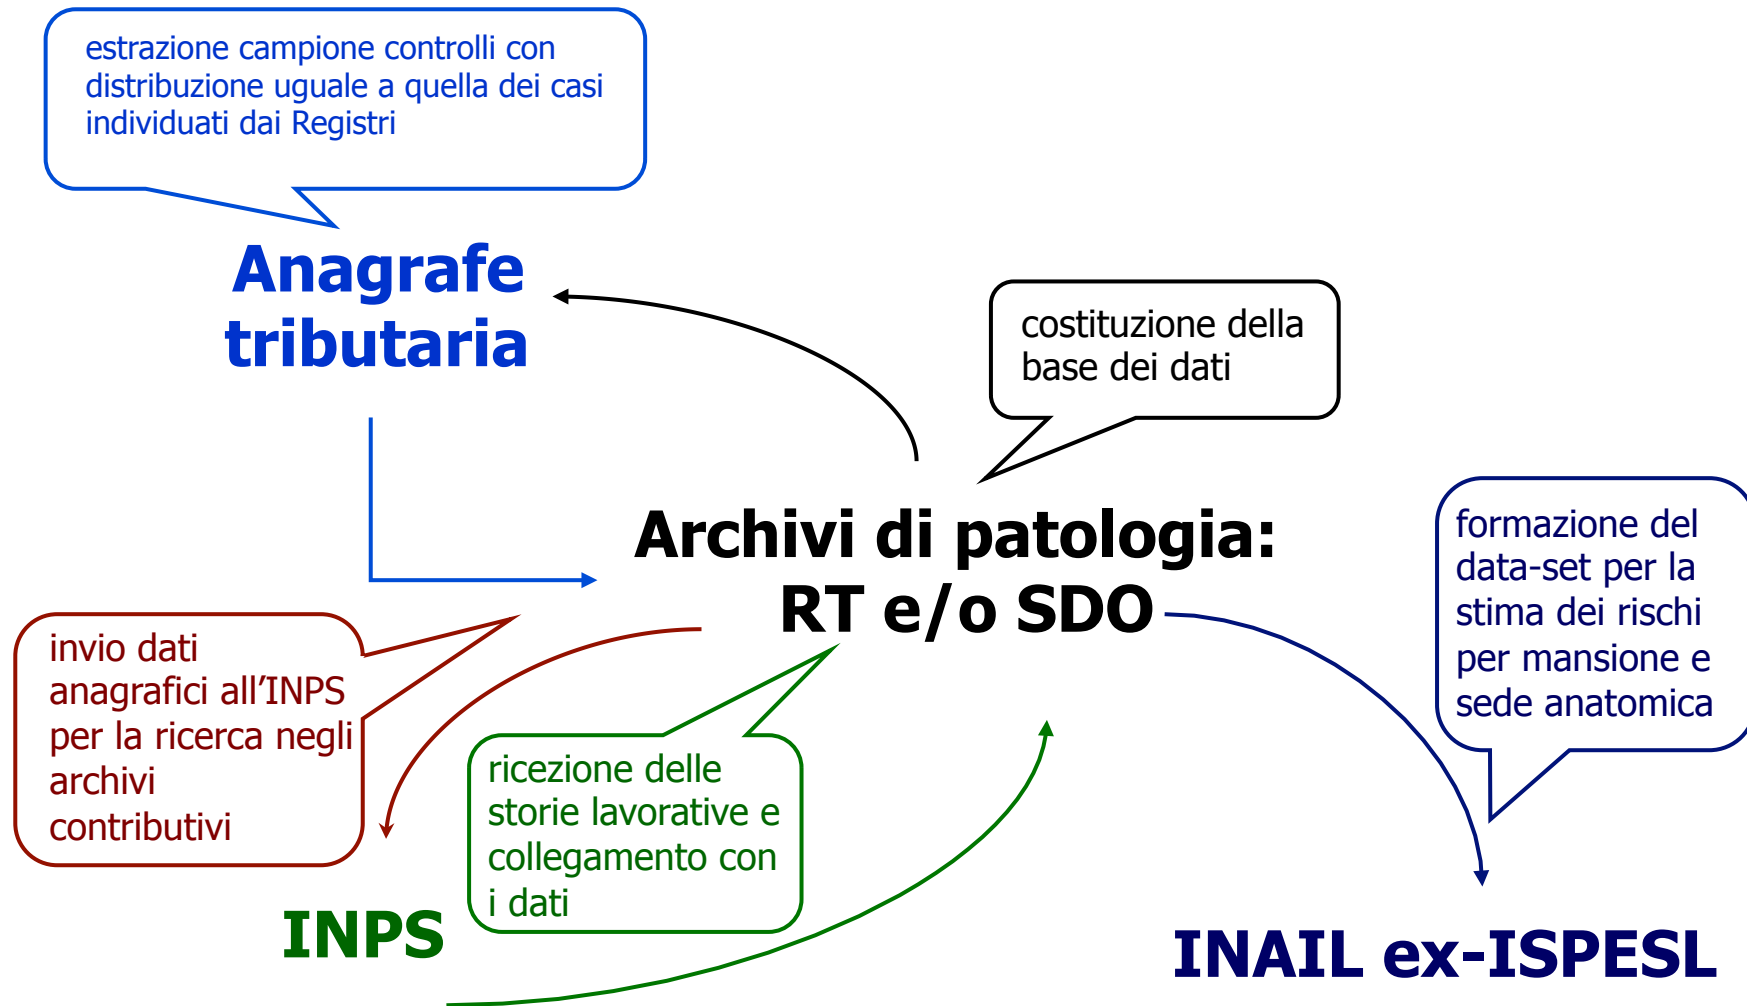 estrazione campione controlli con
distribuzione uguale a quella dei casi
individuati dai Registri
Anagrafe
tributaria
costituzione della
base dei dati
Archivi di patologia:
RT e/o SDO
formazione del
data-set per la
stima dei rischi
per mansione e
sede anatomica
invio dati
anagrafici all’INPS
per la ricerca negli
archivi
contributivi
ricezione delle
storie lavorative e
collegamento con
i dati
INPS
INAIL ex-ISPESL